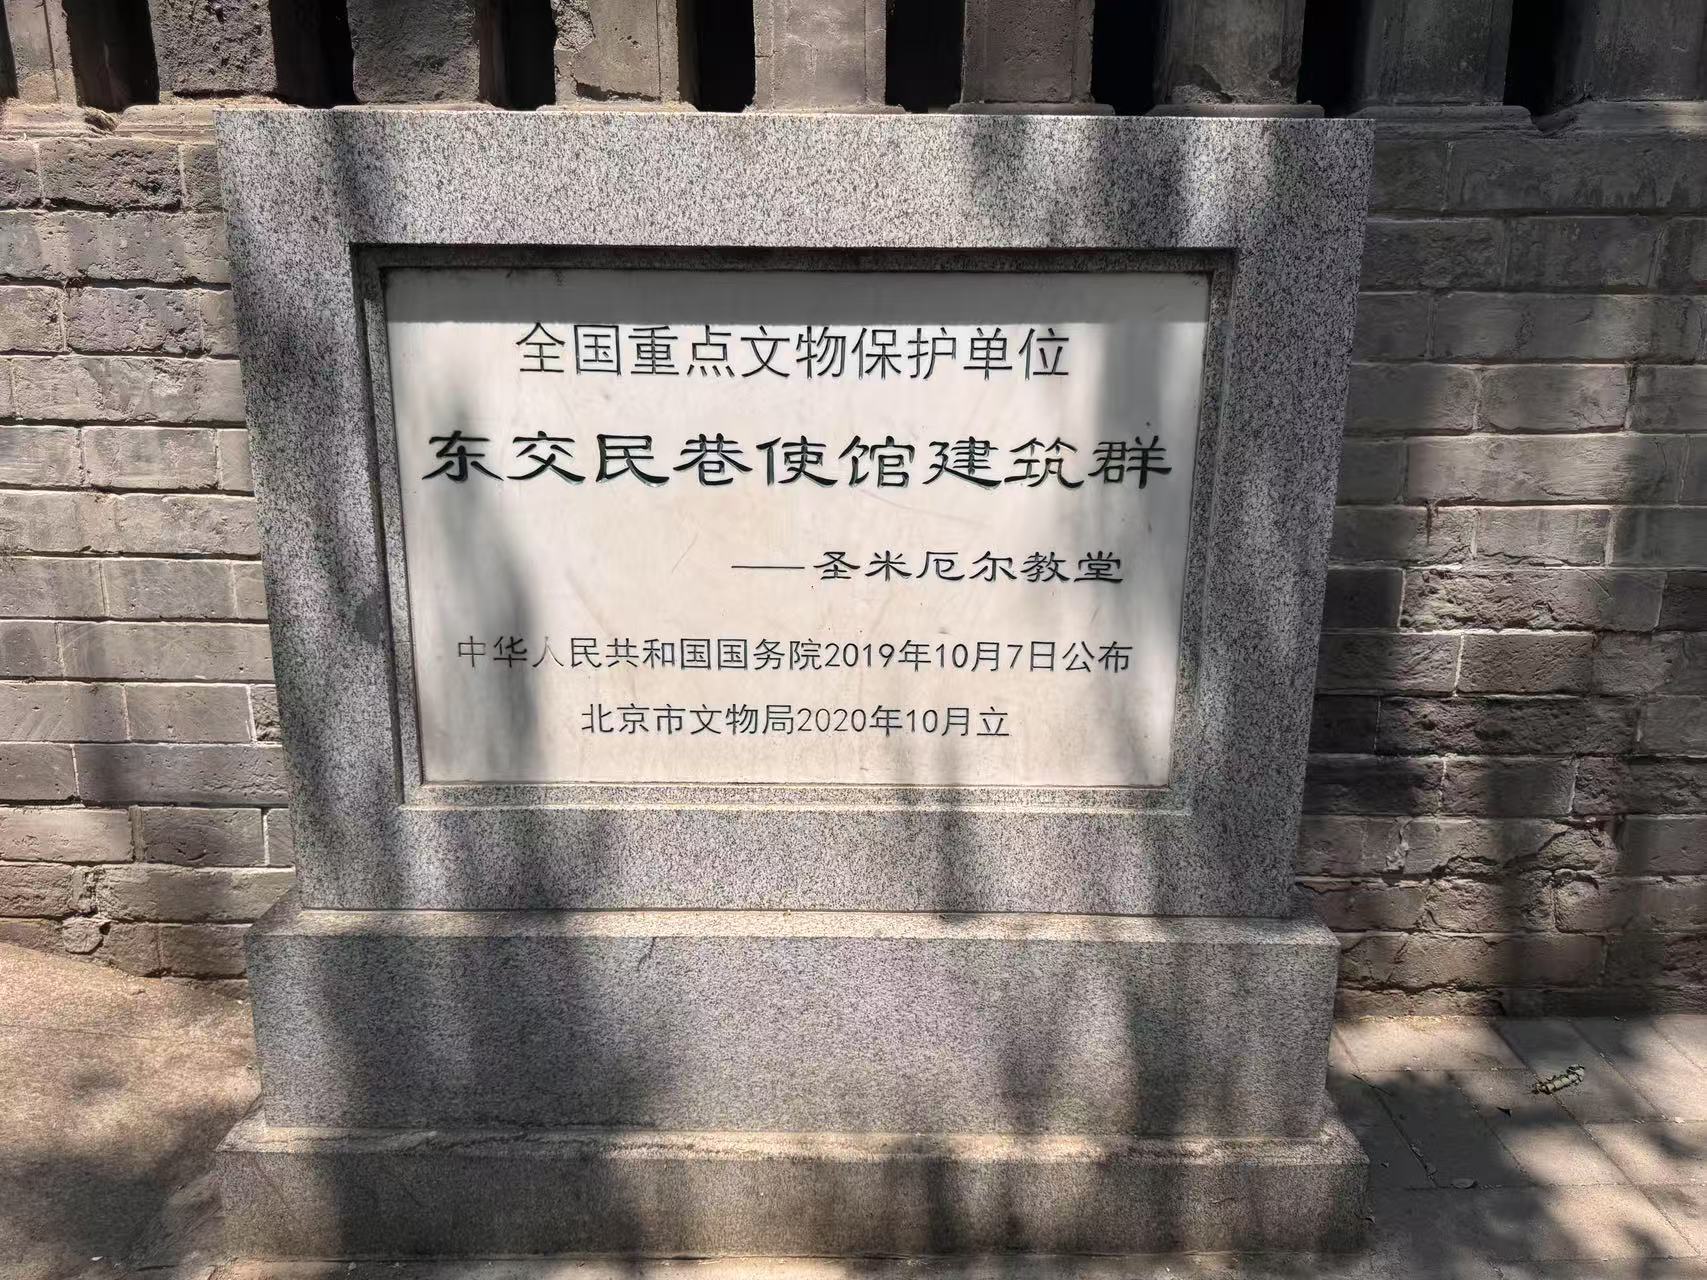 全国重点文物保护单位
东交民巷使馆建筑群
——圣米厄尔教堂
中华人民共和国国务院2019年10月7日公布
北京市文物局2020年10月立